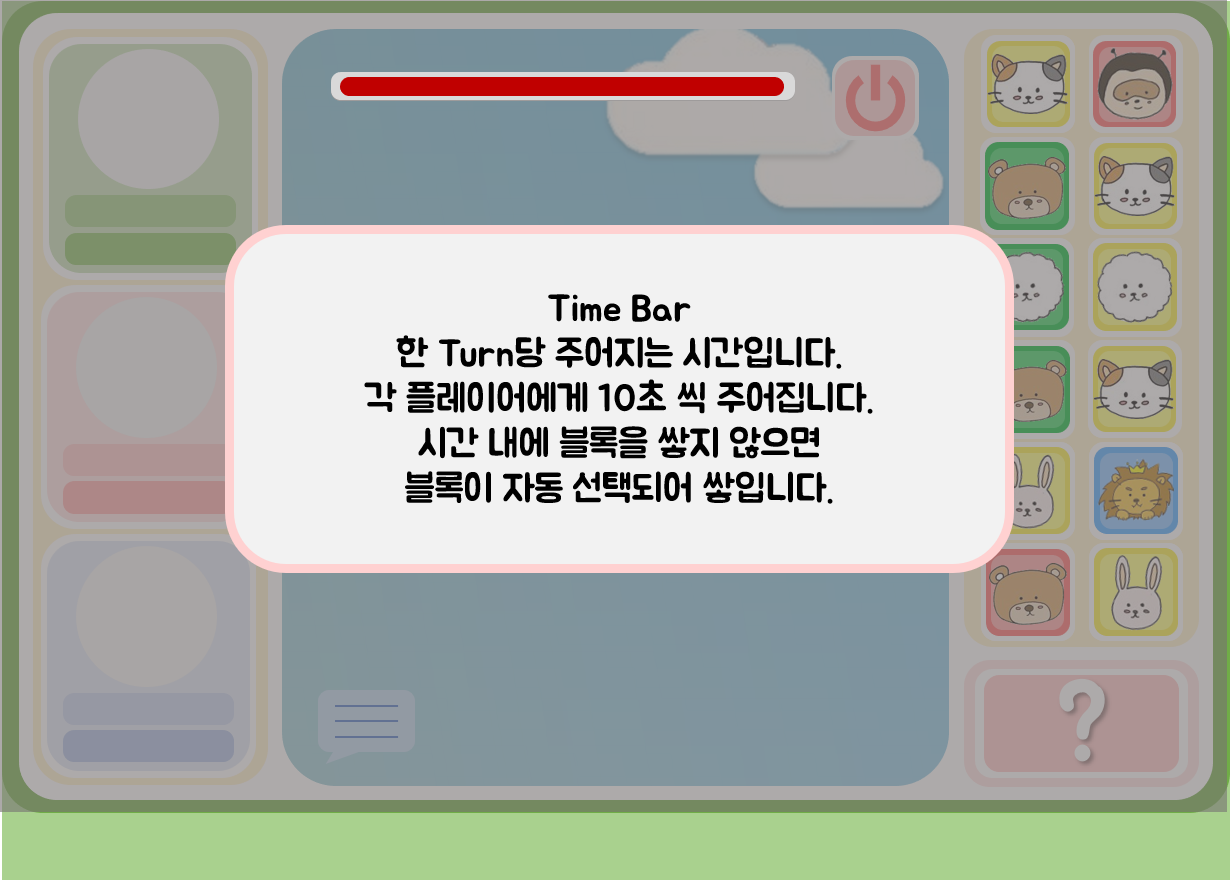 Time Bar
한 Turn당 주어지는 시간입니다.
각 플레이어에게 10초 씩 주어집니다.
시간 내에 블록을 쌓지 않으면
블록이 자동 선택되어 쌓입니다.
?